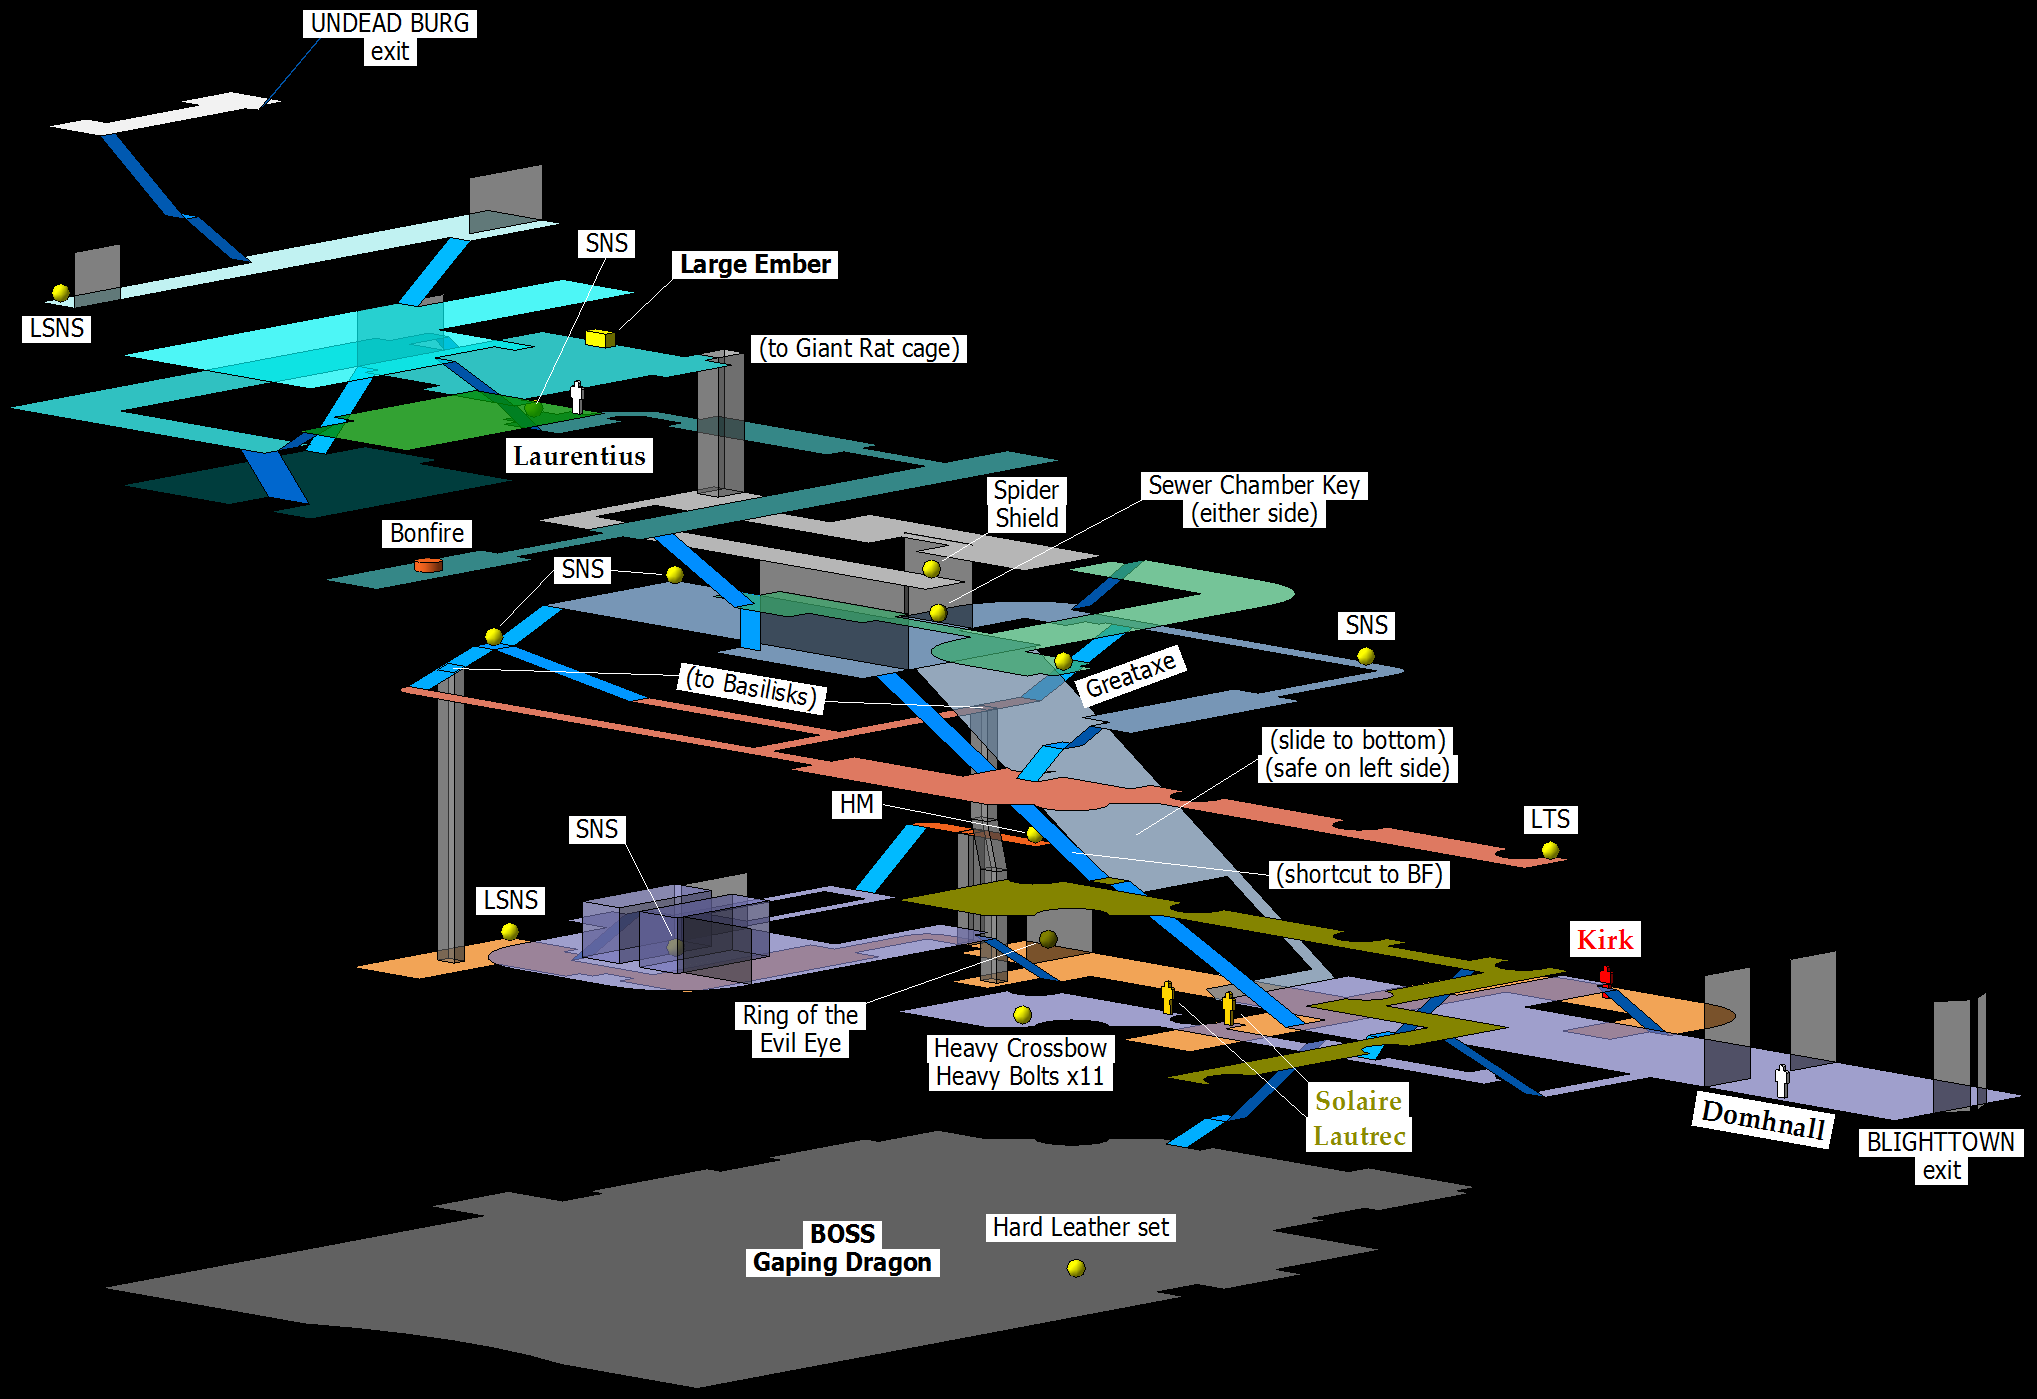 UNDEAD BURG
exit
SNS
Large Ember
LSNS
(to Giant Rat cage)
Laurentius
Spider
Shield
Sewer Chamber Key
(either side)
Bonfire
SNS
SNS
(to Basilisks)
Greataxe
(slide to bottom)
(safe on left side)
HM
SNS
LTS
(shortcut to BF)
LSNS
Kirk
Ring of the
Evil Eye
Heavy Crossbow
Heavy Bolts x11
Solaire
Lautrec
Domhnall
BLIGHTTOWN
exit
BOSS
Gaping Dragon
Hard Leather set